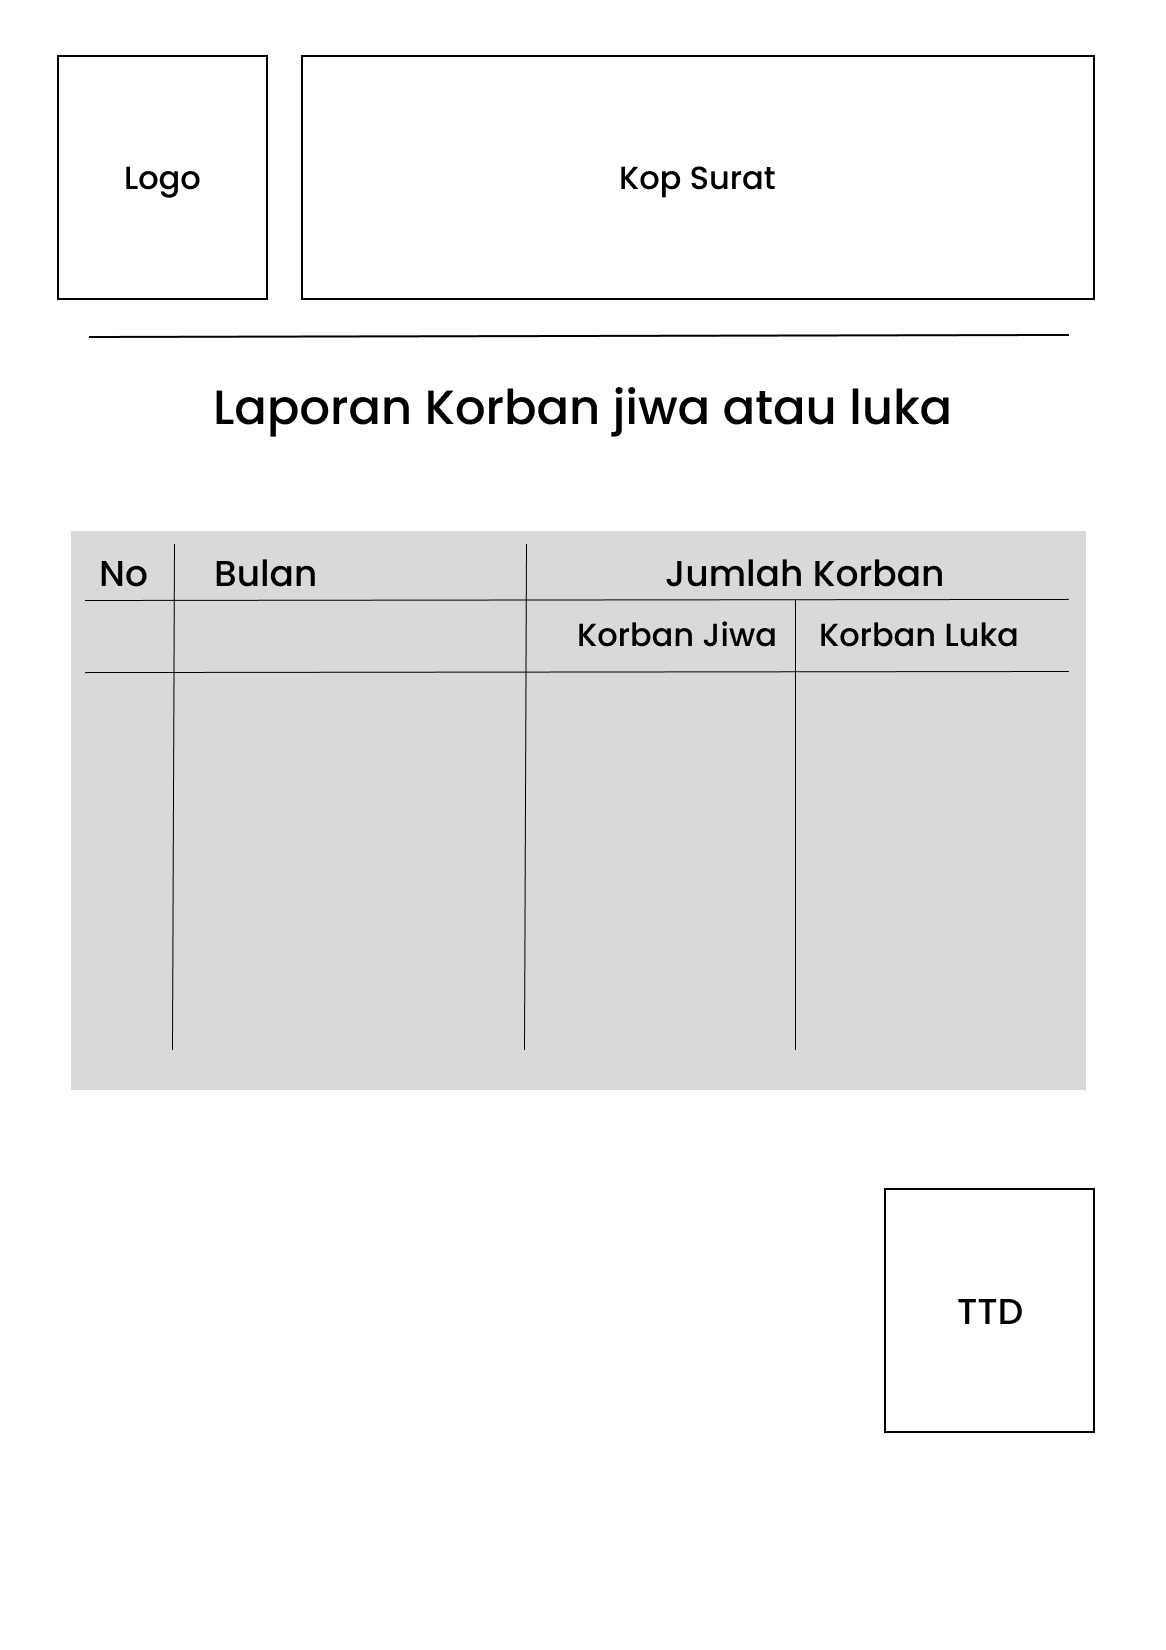 Logo
Kop Surat
Laporan Korban jiwa atau luka
No Bulan Jumlah Korban
Korban Jiwa Korban Luka
TTD